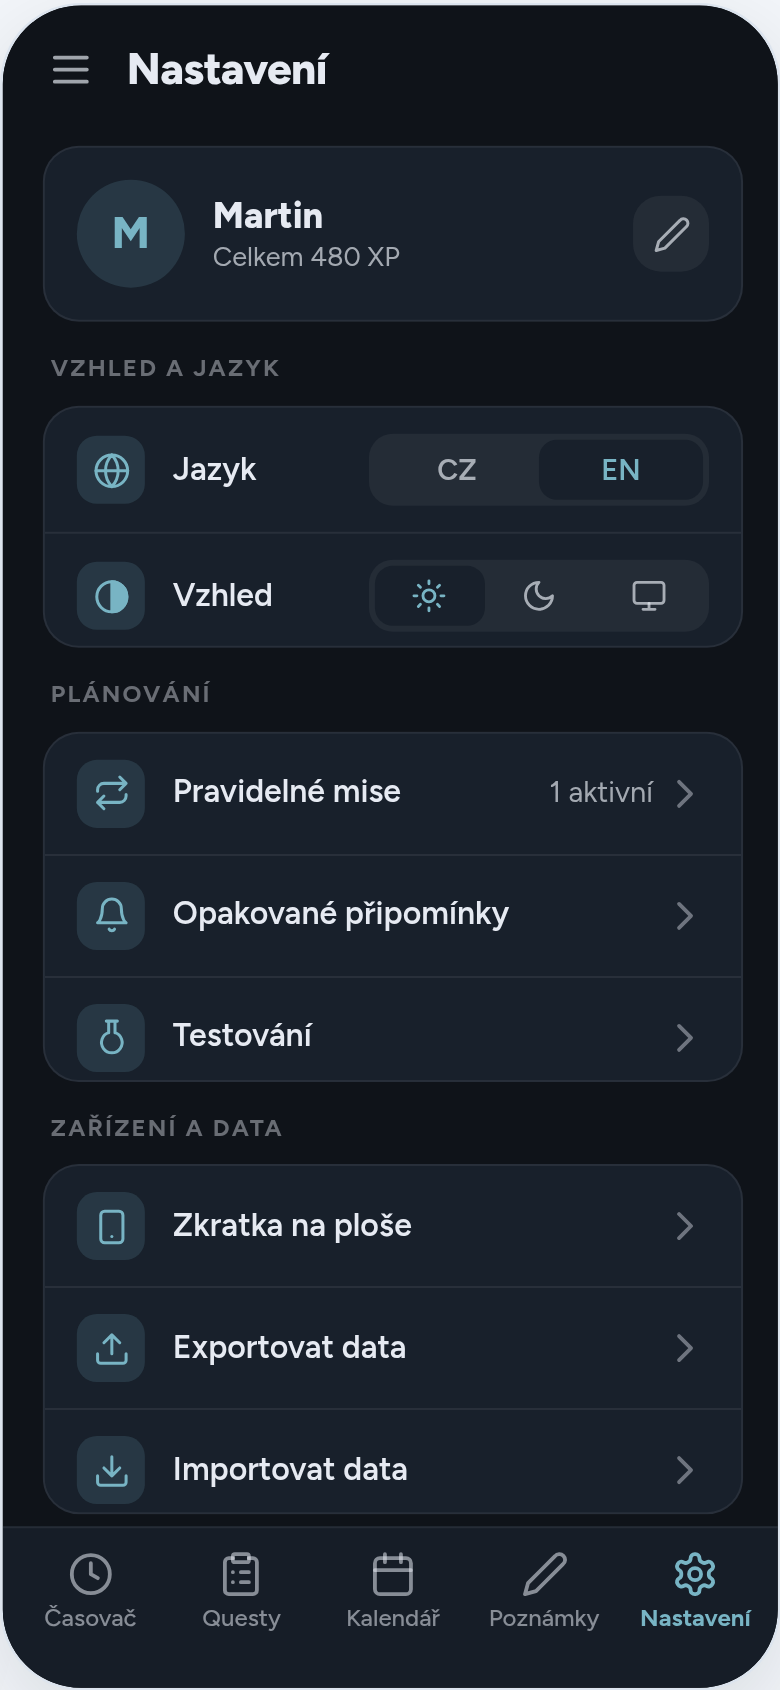 Nastavení
M
Martin
Celkem 480 XP
VZHLED A JAZYK
Jazyk
CZ
EN
Vzhled
PLÁNOVÁNÍ
Pravidelné mise
1 aktivní
Opakované připomínky
Testování
ZAŘÍZENÍ A DATA
Zkratka na ploše
Exportovat data
Importovat data
Časovač
Questy
Kalendář
Poznámky
Nastavení